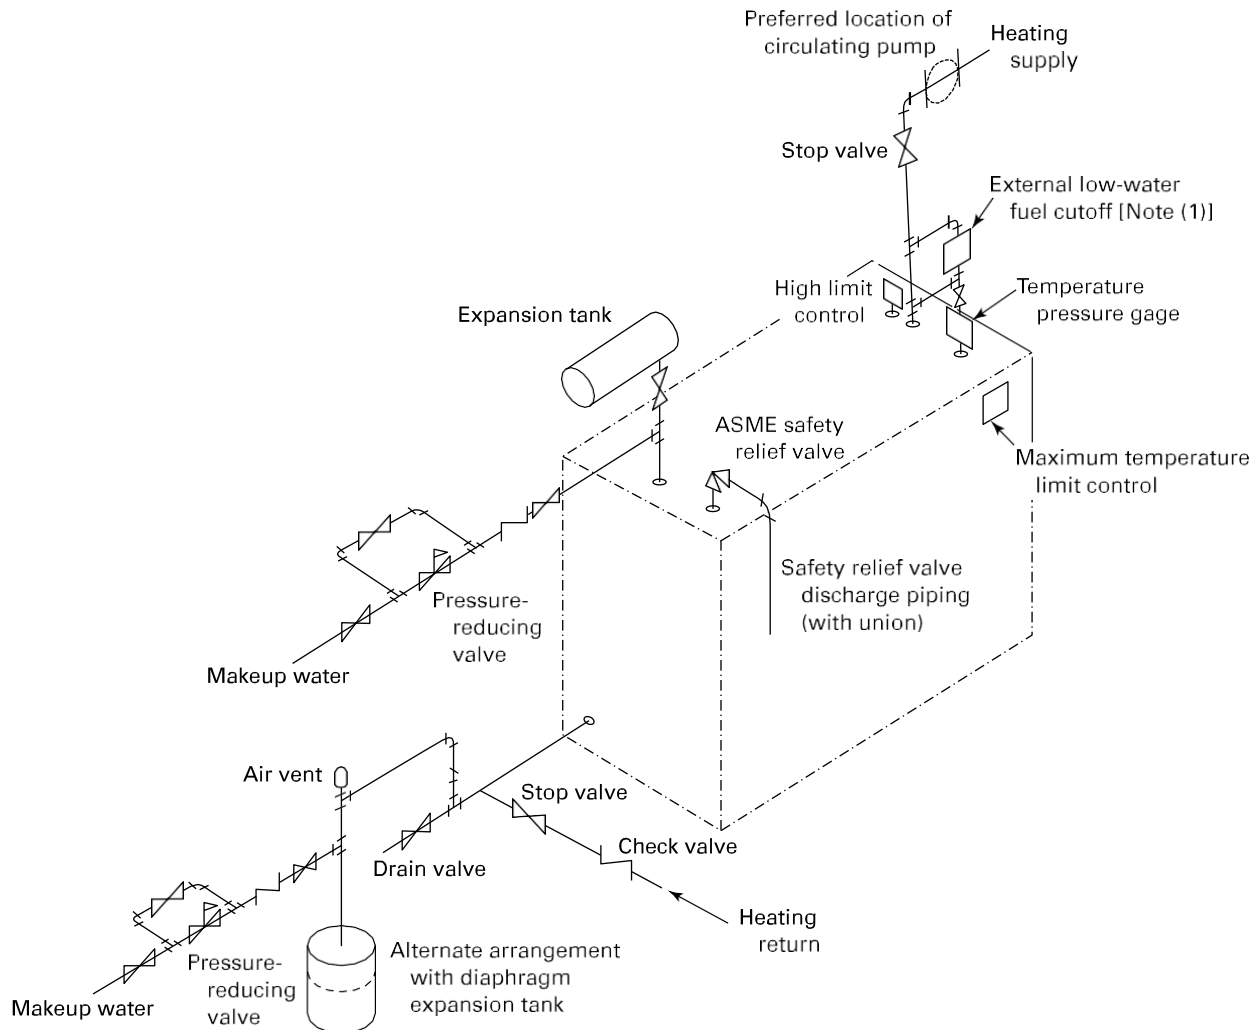 Preferred location of
circulating pump
Heating
supply
Stop valve
External low-water
fuel cutoff [Note (1)]
High limit
control
Temperature
pressure gage
Expansion tank
ASME safety
relief valve
Maximum temperature
limit control
Safety relief valve
discharge piping
(with union)
Pressure-
reducing
valve
Makeup water
Air vent
Stop valve
Drain valve
Check valve
Heating
return
Alternate arrangement
with diaphragm
expansion tank
Pressure-
reducing
valve
Makeup water